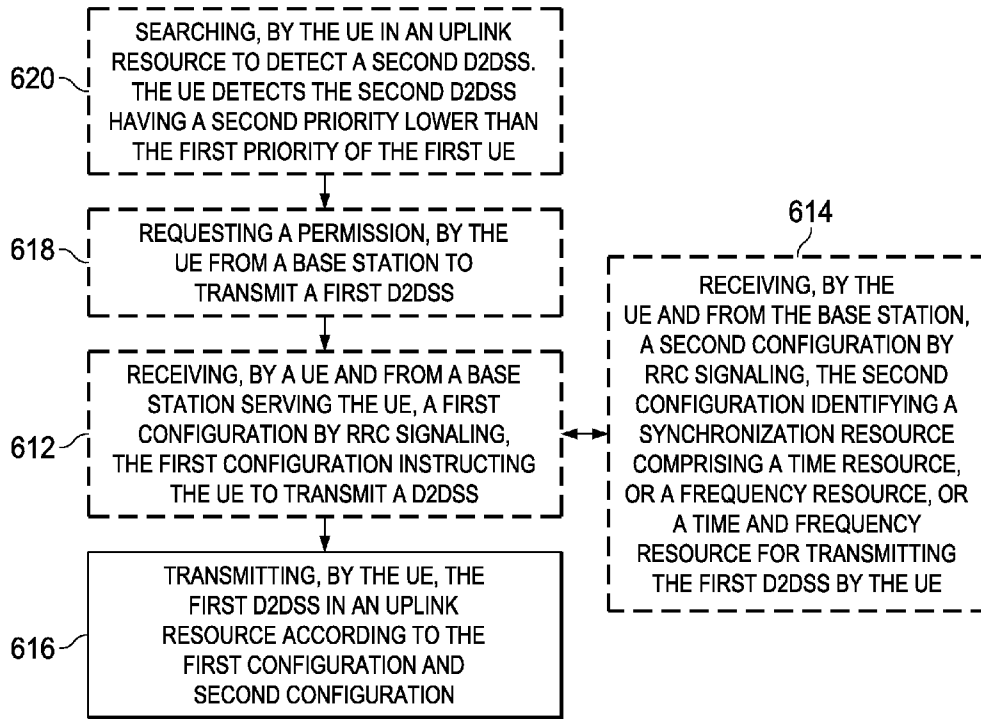 620
SEARCHING, BY THE UE IN AN UPLINK
RESOURCE TO DETECT A SECOND D2DSS.
THE UE DETECTS THE SECOND D2DSS
HAVING A SECOND PRIORITY LOWER THAN
THE FIRST PRIORITY OF THE FIRST UE
618
REQUESTING A PERMISSION, BY THE
UE FROM A BASE STATION TO
TRANSMIT A FIRST D2DSS
612
RECEIVING, BY A UE AND FROM A BASE
STATION SERVING THE UE, A FIRST
CONFIGURATION BY RRC SIGNALING,
THE FIRST CONFIGURATION INSTRUCTING
THE UE TO TRANSMIT A D2DSS
614
RECEIVING, BY THE
UE AND FROM THE BASE STATION,
A SECOND CONFIGURATION BY
RRC SIGNALING, THE SECOND
CONFIGURATION IDENTIFYING A
SYNCHRONIZATION RESOURCE
COMPRISING A TIME RESOURCE,
OR A FREQUENCY RESOURCE, OR
A TIME AND FREQUENCY
RESOURCE FOR TRANSMITTING
THE FIRST D2DSS BY THE UE
616
TRANSMITTING, BY THE UE, THE
FIRST D2DSS IN AN UPLINK
RESOURCE ACCORDING TO THE
FIRST CONFIGURATION AND
SECOND CONFIGURATION